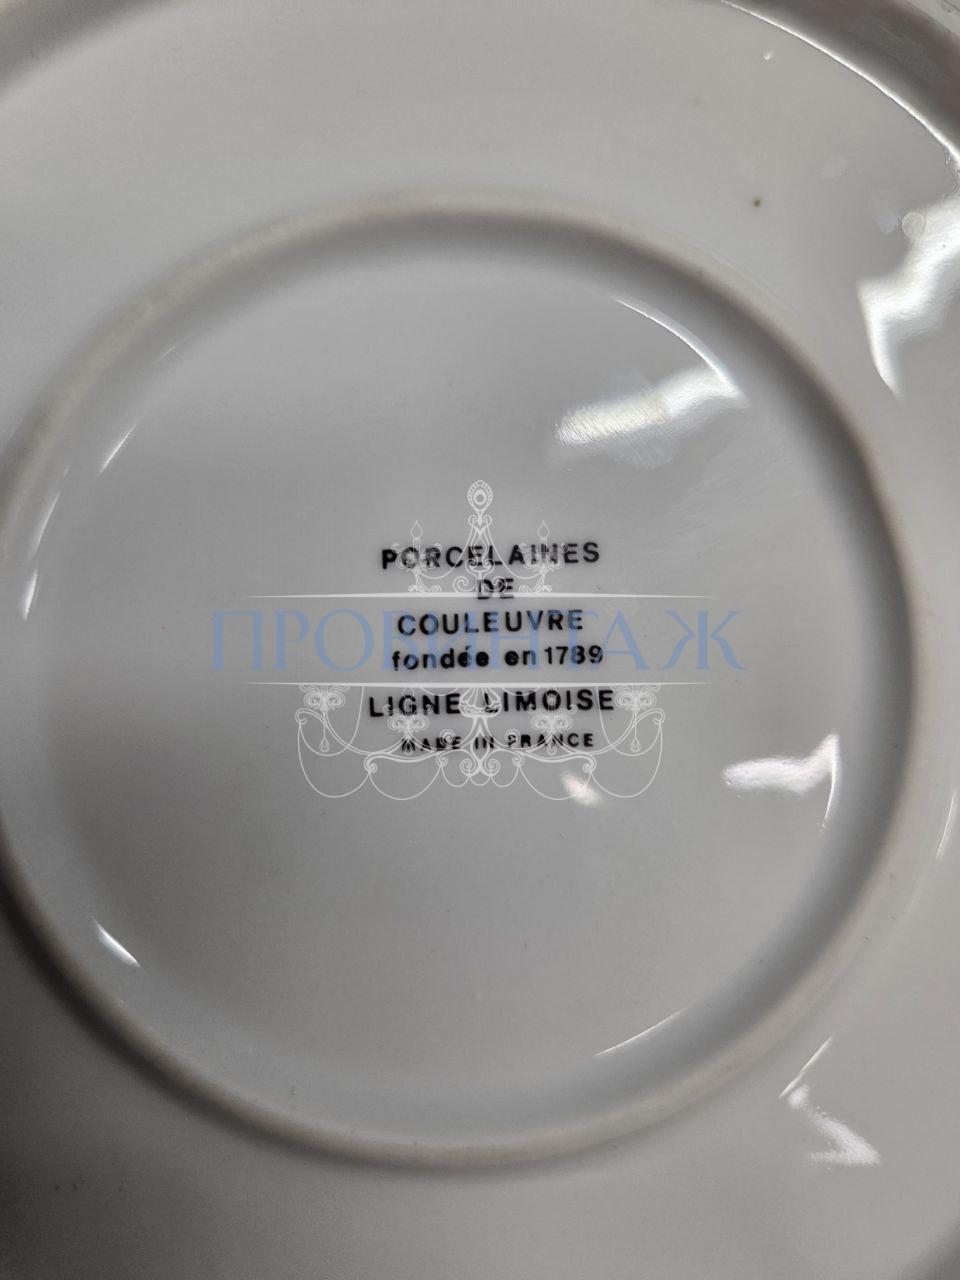 PORCELAINES
DE
COULEUVRE
ПРОВИНТАЖ
fondée en 1789
LIGNE LIMOISE
MADE IN FRANCE